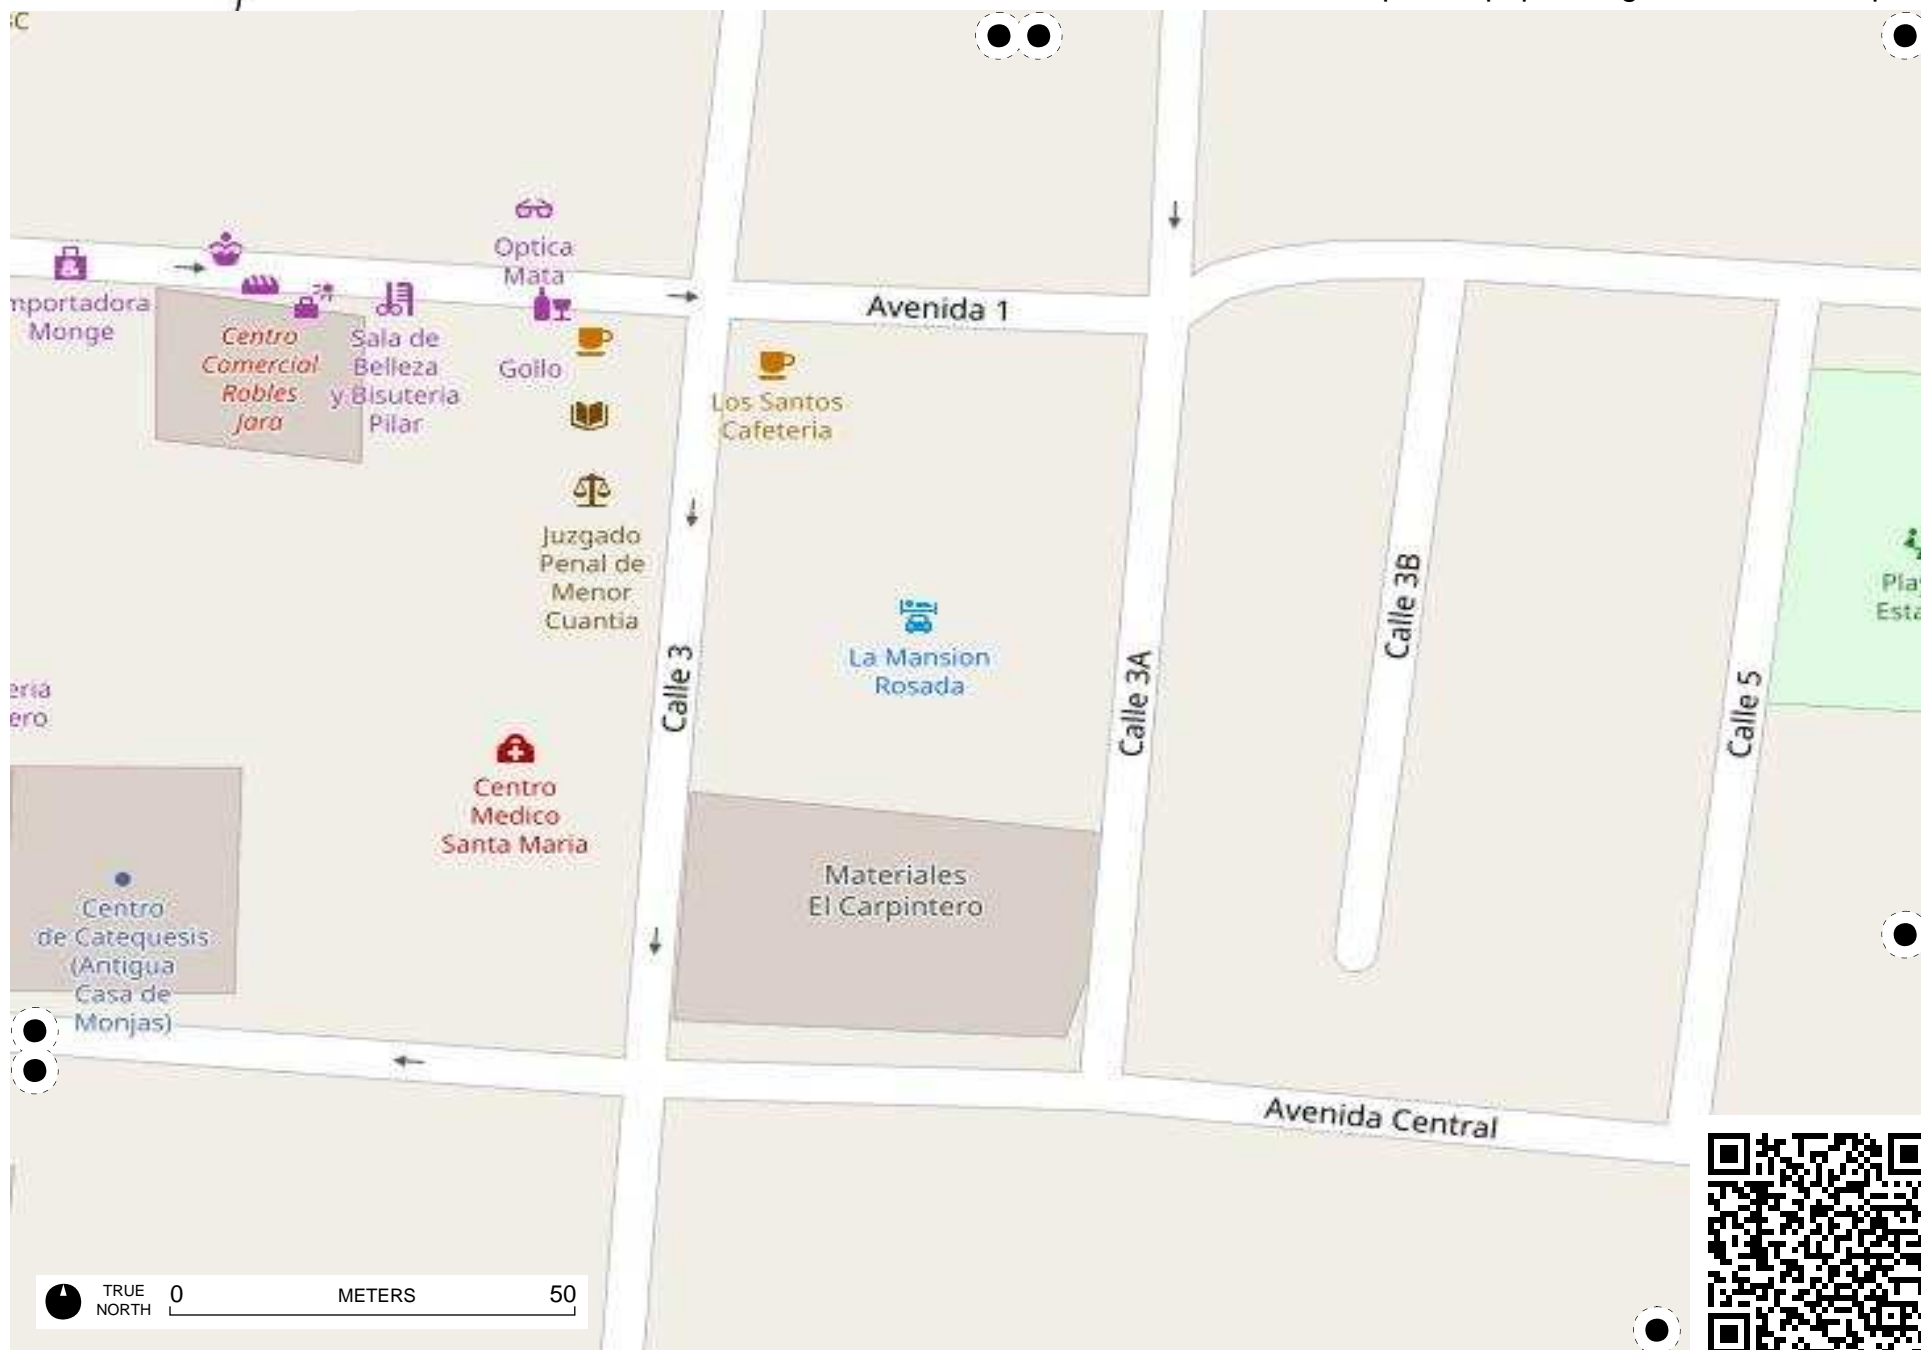 Optica
Mata
mportadora
Monge
Centro
Comercial
Robles
Jara
Sala de
Belleza
y Bisuteria
Pilar
Gollo
Avenida 1
Los Santos
Cafeteria
Juzgado
Penal de
Menor
Cuantia
Calle 3
La Mansion
Rosada
Calle 3A
Calle 3B
Calle 5
Pla
Esta
eria
ero
Centro
Medico
Santa Maria
Materiales
El Carpintero
Centro
de Catequesis
(Antigua
Casa de
Monjas)
Avenida Central
TRUE
NORTH
0 METERS 50